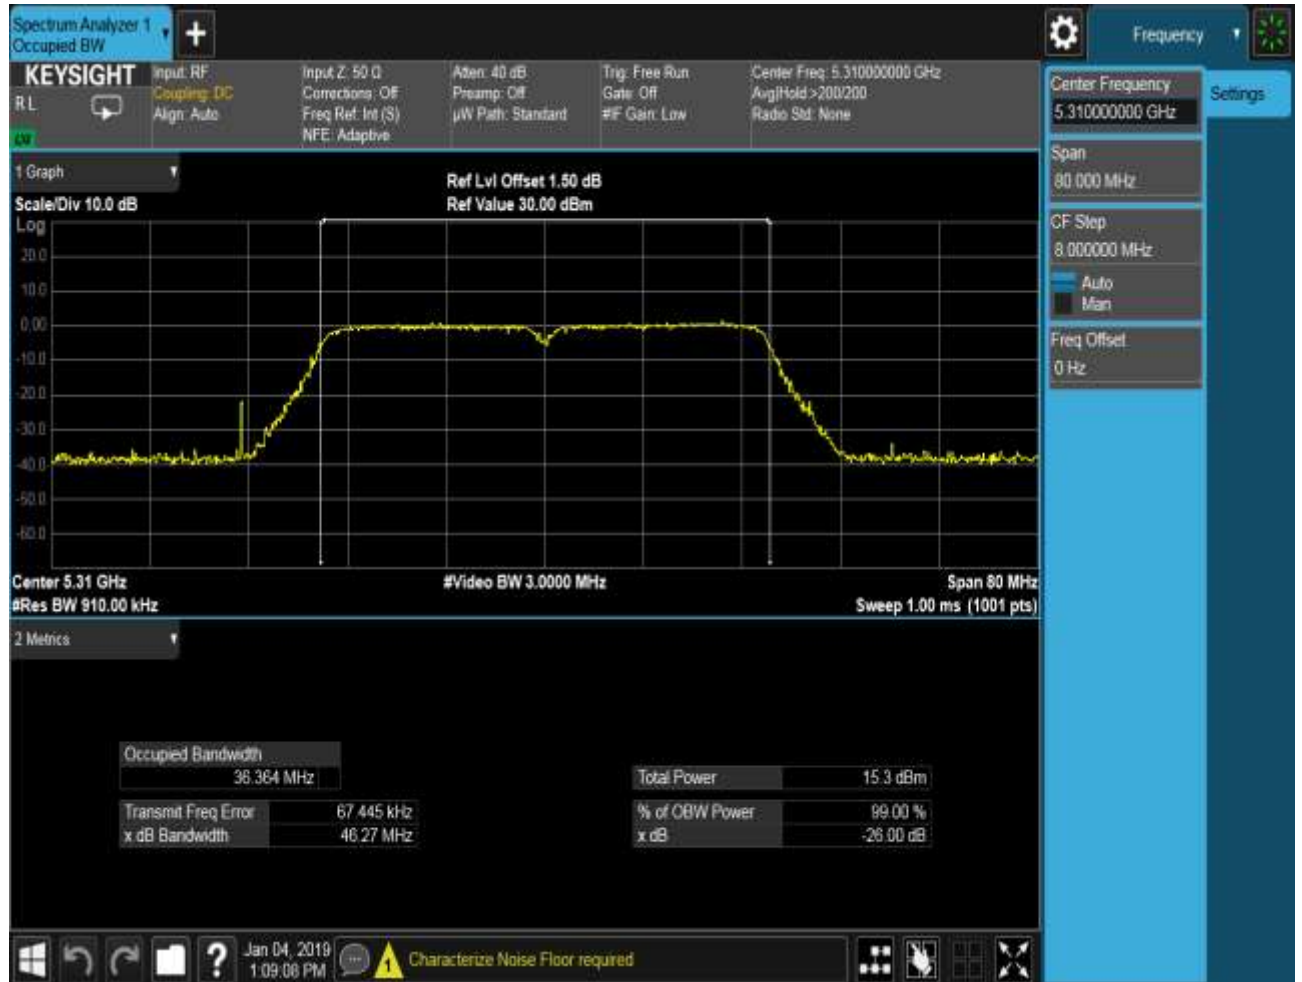 Spectrum Analyzer 1
Occupied BW
Frequency
KEYSIGHT
RL
Input: RF
Coupling: DC
Align: Auto
Input Z: 50 Ω
Corrections: Off
Freq Ref: Int (S)
NFE: Adaptive
Atten: 40 dB
Preamp: Off
µW Path: Standard
Trig: Free Run
Gate: Off
#IF Gain: Low
Center Freq: 5.310000000 GHz
Avg|Hold:>200/200
Radio Std: None
Center Frequency
5.310000000 GHz
Settings
Span
80.000 MHz
CF Step
8.000000 MHz
Auto
Man
Freq Offset
0 Hz
1 Graph
Scale/Div 10.0 dB
Ref Lvl Offset 1.50 dB
Ref Value 30.00 dBm
Log
20.0
10.0
0.00
-10.0
-20.0
-30.0
-40.0
-50.0
-60.0
Center 5.31 GHz
#Video BW 3.0000 MHz
Span 80 MHz
#Res BW 910.00 kHz
Sweep 1.00 ms (1001 pts)
2 Metrics
Occupied Bandwidth
36.364 MHz
Total Power 15.3 dBm
Transmit Freq Error 67.445 kHz
% of OBW Power 99.00 %
x dB Bandwidth 46.27 MHz
x dB -26.00 dB
?
Jan 04, 2019
1:09:08 PM
1
Characterize Noise Floor required